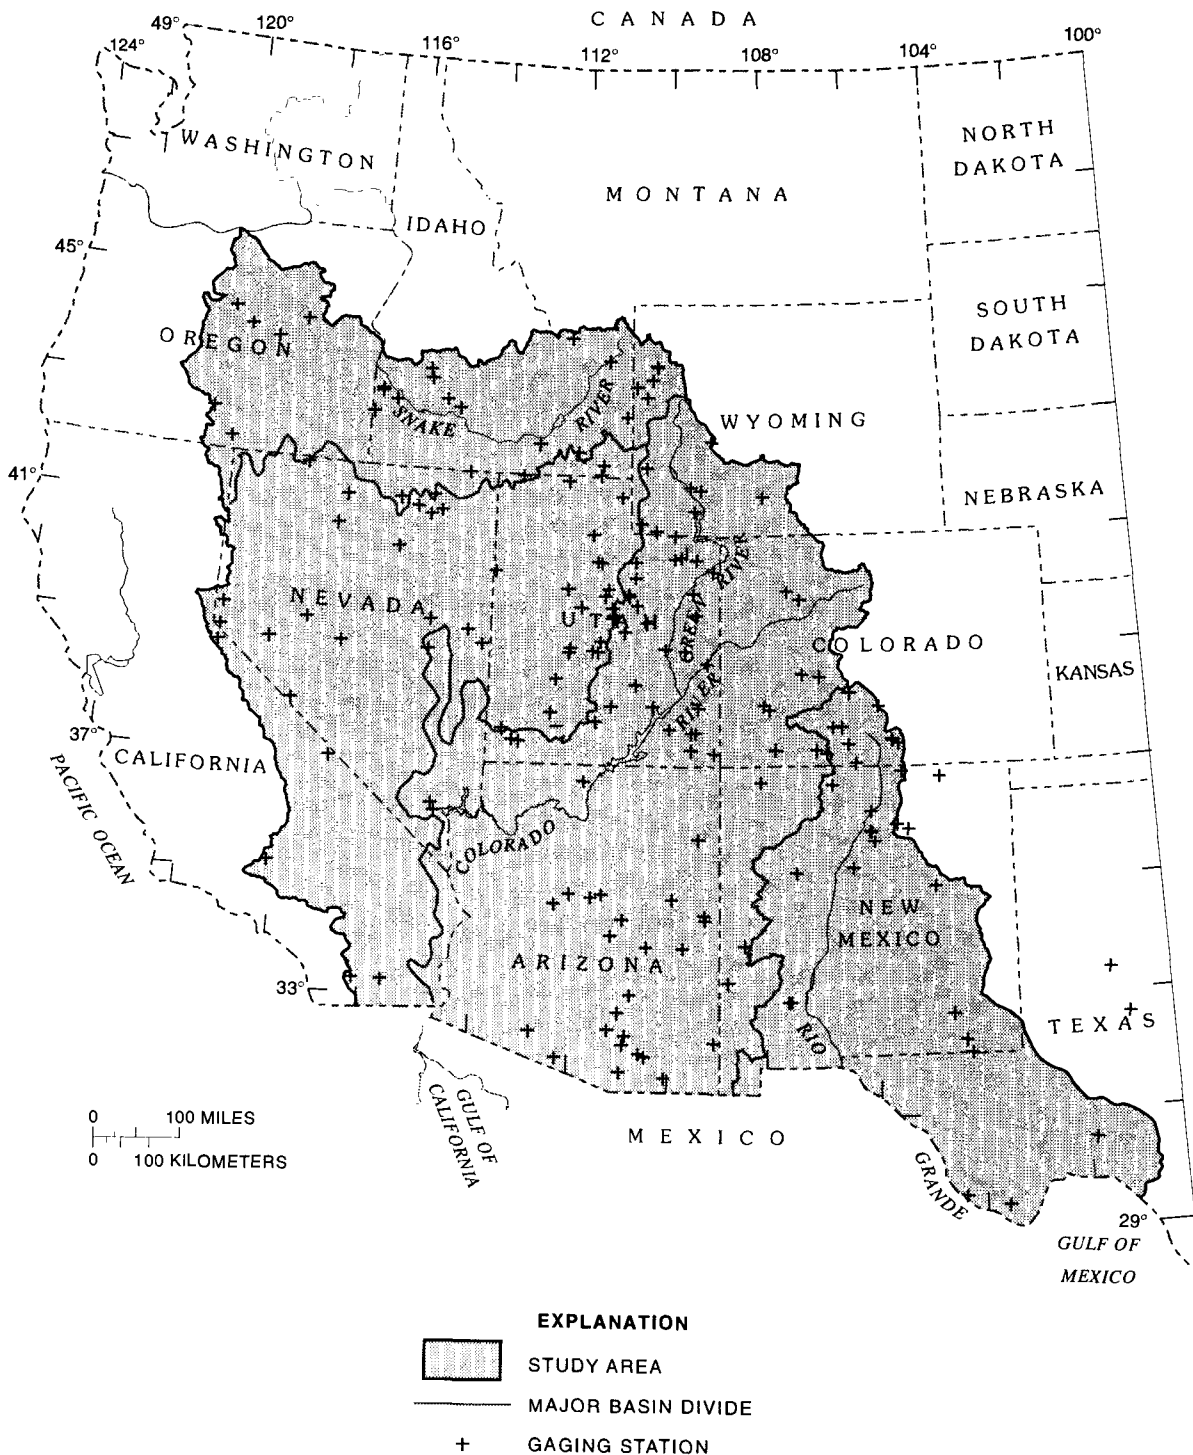 CANADA
49°
120°
124°
116°
112°
108°
104°
100°
WASHINGTON
NORTH
DAKOTA
MONTANA
IDAHO
45°
SOUTH
DAKOTA
OREGON
SNAKE
RIVER
WYOMING
41°
NEBRASKA
NEVADA
UTAH
GREEN
RIVER
COLORADO
KANSAS
RIVER
37°
CALIFORNIA
PACIFIC OCEAN
COLORADO
NEW
MEXICO
ARIZONA
33°
RIO
TEXAS
0 100 MILES
0 100 KILOMETERS
GULF OF
CALIFORNIA
MEXICO
GRANDE
29°
GULF OF
MEXICO
EXPLANATION
STUDY AREA
MAJOR BASIN DIVIDE
GAGING STATION